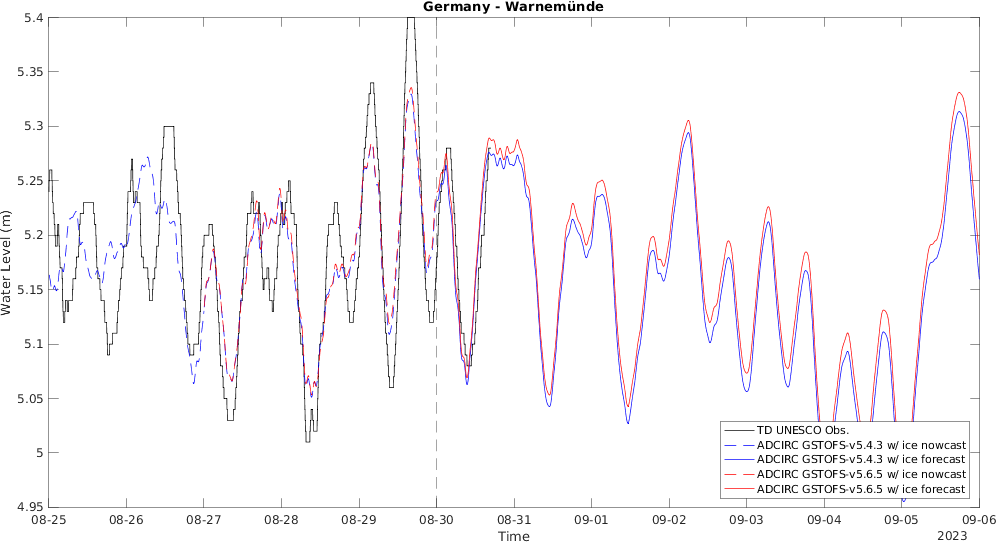 Germany - Warnemünde
5.4
5.35
5.3
5.25
5.2
5.15
5.1
5.05
5
4.95
Water Level (m)
08-25 08-26 08-27 08-28 08-29 08-30 08-31 09-01 09-02 09-03 09-04 09-05 09-06
Time
2023
TD UNESCO Obs.
ADCIRC GSTOFS-v5.4.3 w/ ice nowcast
ADCIRC GSTOFS-v5.4.3 w/ ice forecast
ADCIRC GSTOFS-v5.6.5 w/ ice nowcast
ADCIRC GSTOFS-v5.6.5 w/ ice forecast